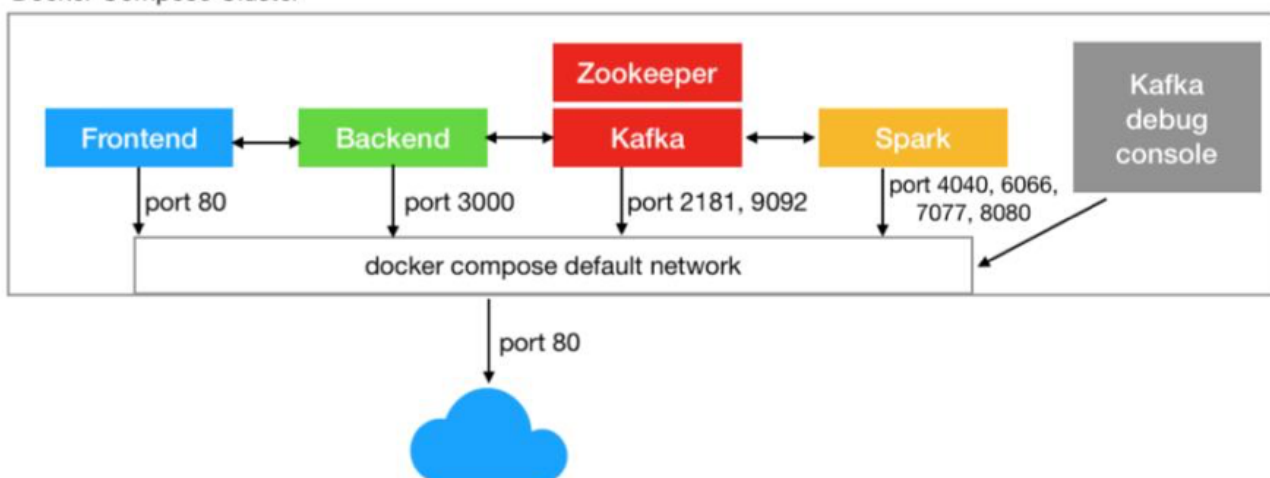 Zookeeper
Kafka
debug
console
Frontend
Backend
Kafka
Spark
port 80
port 3000
port 2181, 9092
port 4040, 6066,
7077, 8080
docker compose default network
port 80